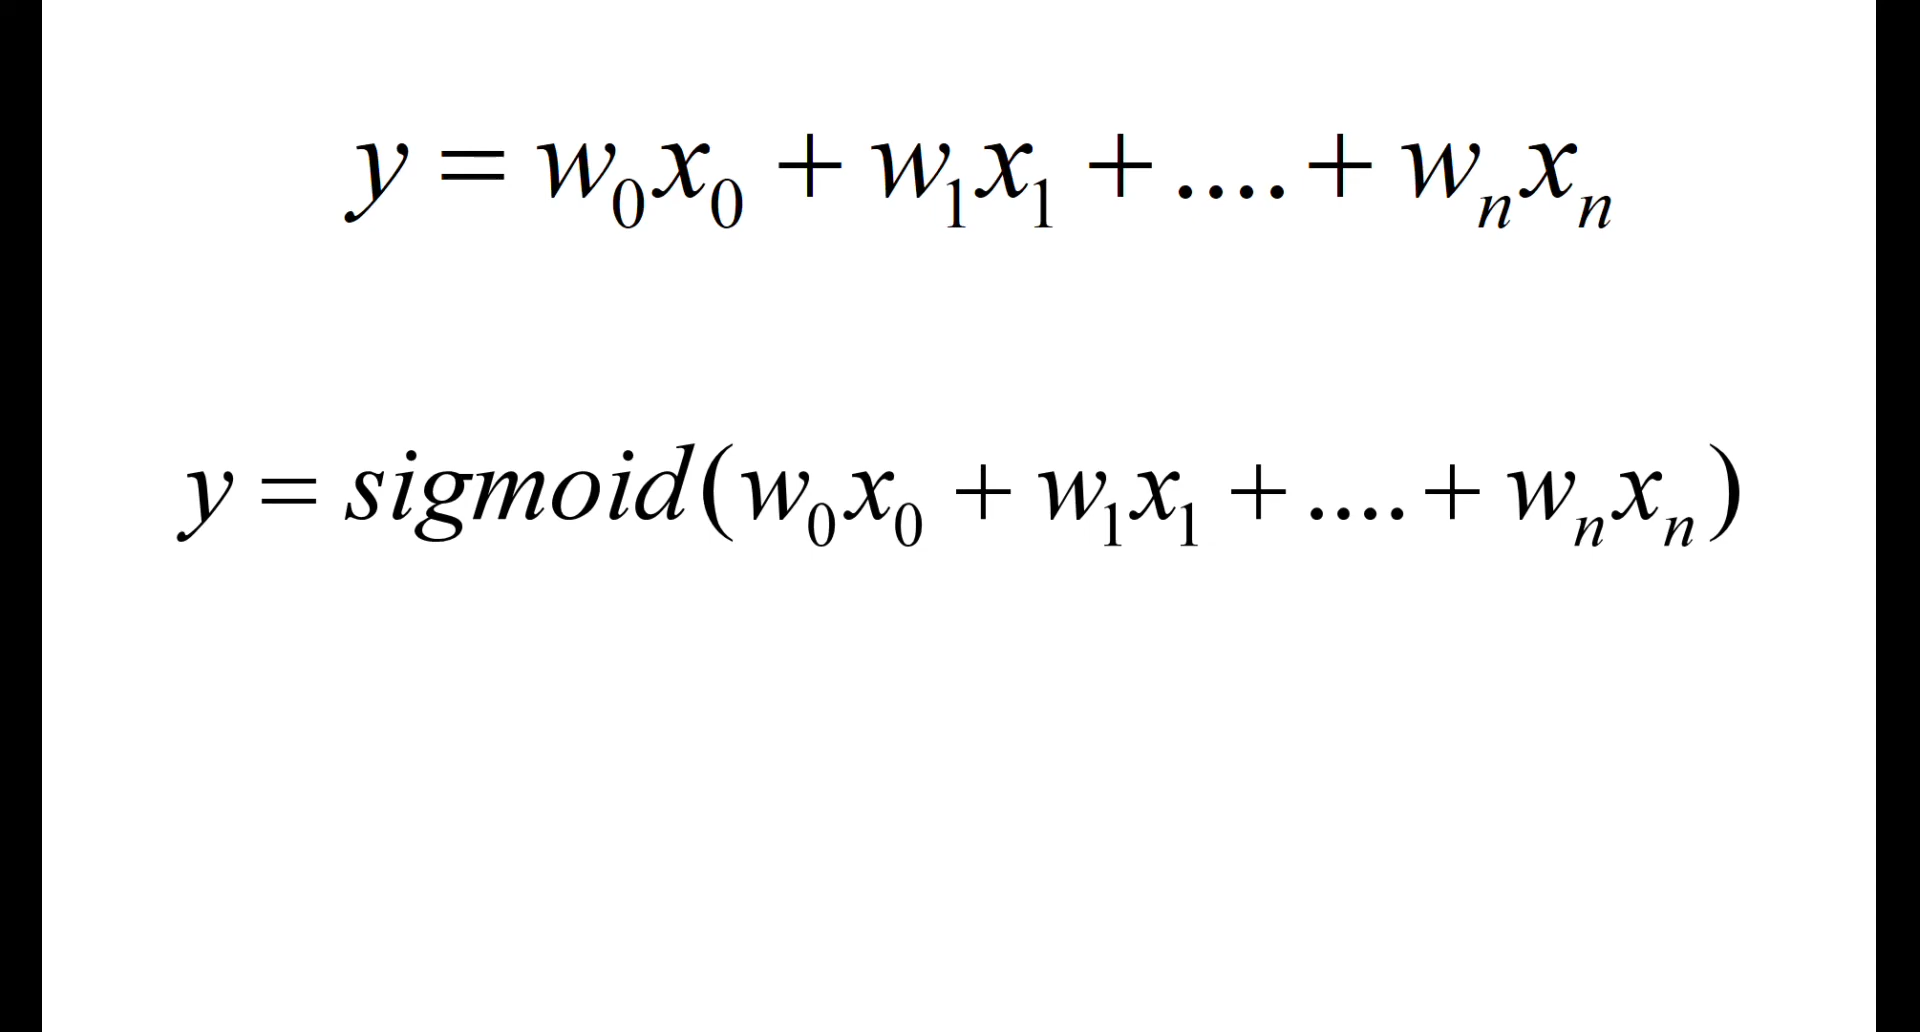 y = w₀x₀ + w₁x₁ + .... + wₙxₙ
y = sigmoid(w₀x₀ + w₁x₁ + .... + wₙxₙ)